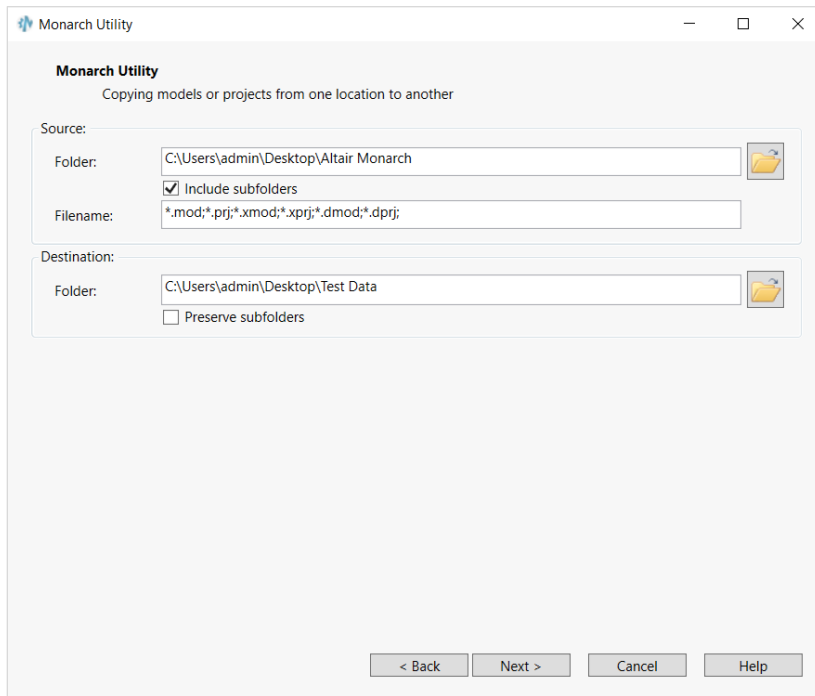 Monarch Utility
Monarch Utility
Copying models or projects from one location to another
Source:
Folder: C:\Users\admin\Desktop\Altair Monarch
Include subfolders
Filename: *.mod;*.prj;*.xmod;*.xprj;*.dmod;*.dprj;
Destination:
Folder: C:\Users\admin\Desktop\Test Data
Preserve subfolders
< Back Next > Cancel Help